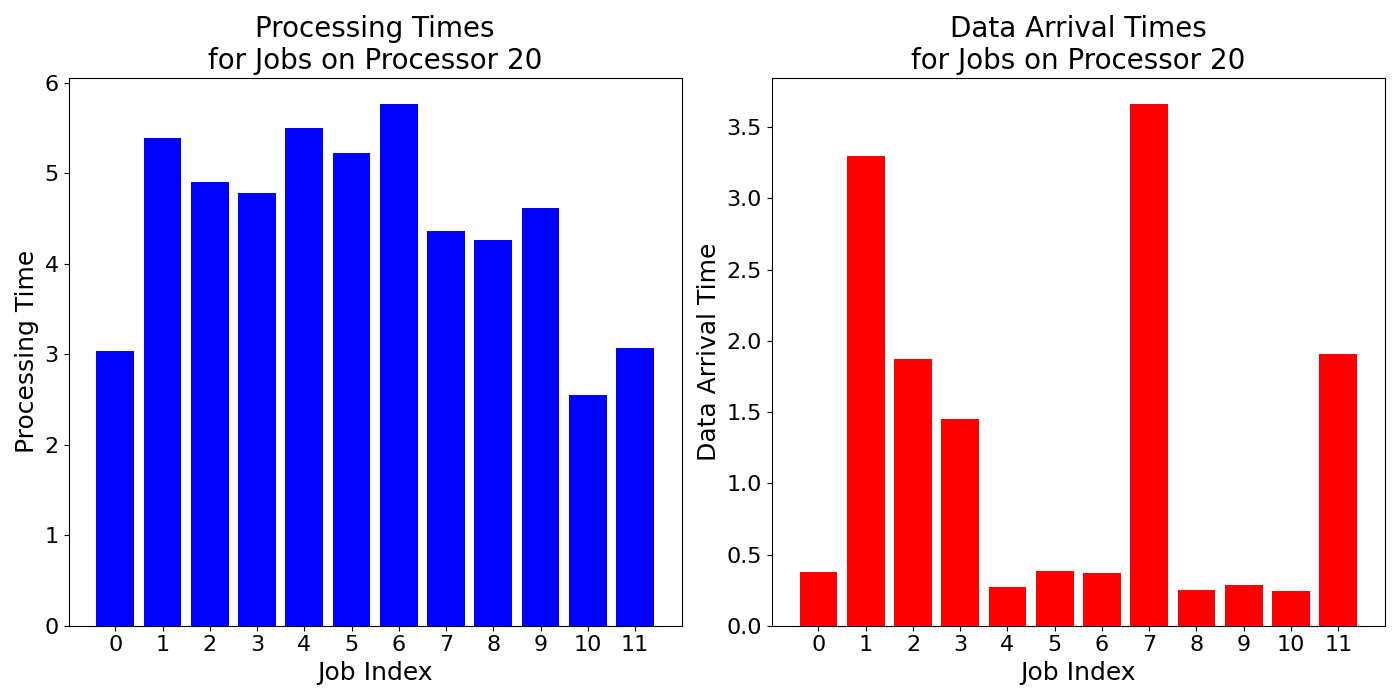 Processing Times
for Jobs on Processor 20
6
5
4
3
2
1
0
Processing Time
0 1 2 3 4 5 6 7 8 9 10 11
Job Index
Data Arrival Times
for Jobs on Processor 20
3.5
3.0
2.5
2.0
1.5
1.0
0.5
0.0
Data Arrival Time
0 1 2 3 4 5 6 7 8 9 10 11
Job Index